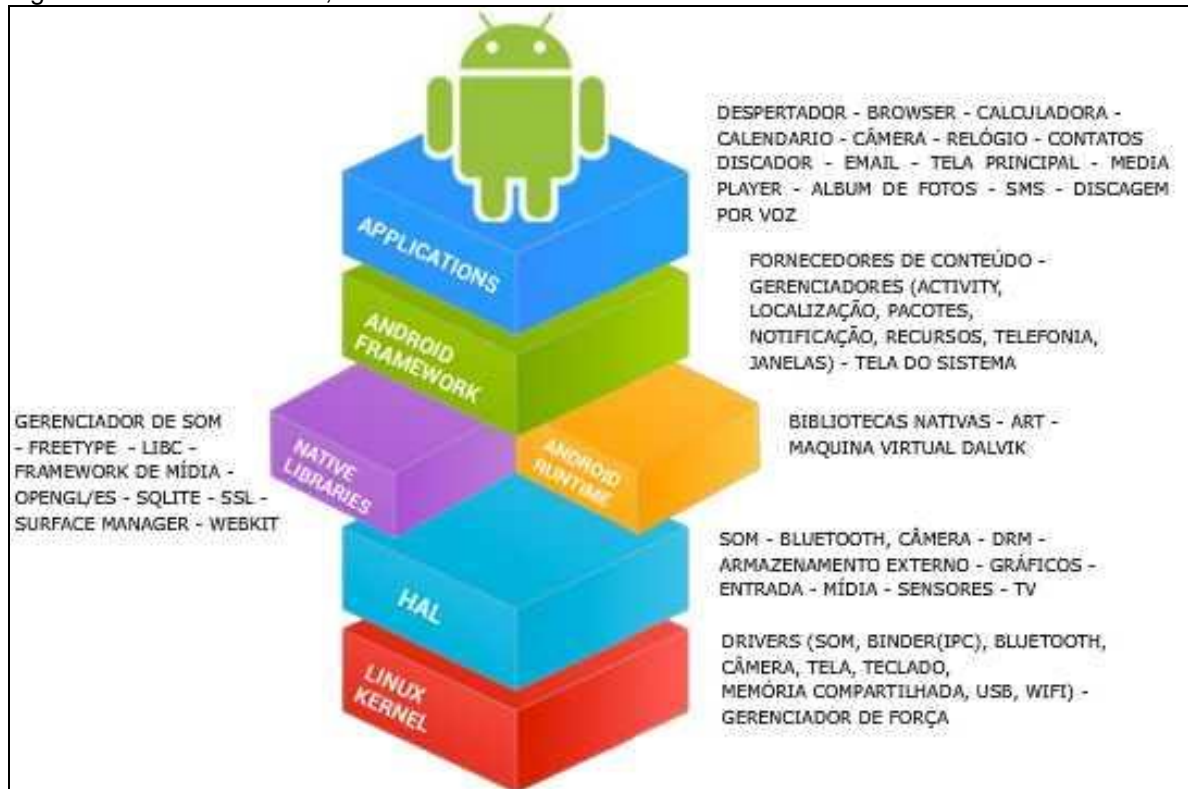 DESPERTADOR - BROWSER - CALCULADORA -
CALENDARIO - CÂMERA - RELÓGIO - CONTATOS
DISCADOR - EMAIL - TELA PRINCIPAL - MEDIA
PLAYER - ALBUM DE FOTOS - SMS - DISCAGEM
POR VOZ
APPLICATIONS
FORNECEDORES DE CONTEÚDO -
GERENCIADORES (ACTIVITY,
LOCALIZAÇÃO, PACOTES,
NOTIFICAÇÃO, RECURSOS, TELEFONIA,
JANELAS) - TELA DO SISTEMA
ANDROID
FRAMEWORK
GERENCIADOR DE SOM
- FREETYPE - LIBC -
FRAMEWORK DE MÍDIA -
OPENGL/ES - SQLITE - SSL -
SURFACE MANAGER - WEBKIT
NATIVE
LIBRARIES
ANDROID
RUNTIME
BIBLIOTECAS NATIVAS - ART -
MAQUINA VIRTUAL DALVIK
SOM - BLUETOOTH, CÂMERA - DRM -
ARMAZENAMENTO EXTERNO - GRÁFICOS -
ENTRADA - MÍDIA - SENSORES - TV
HAL
DRIVERS (SOM, BINDER(IPC), BLUETOOTH,
CÂMERA, TELA, TECLADO,
MEMÓRIA COMPARTILHADA, USB, WIFI) -
GERENCIADOR DE FORÇA
LINUX
KERNEL